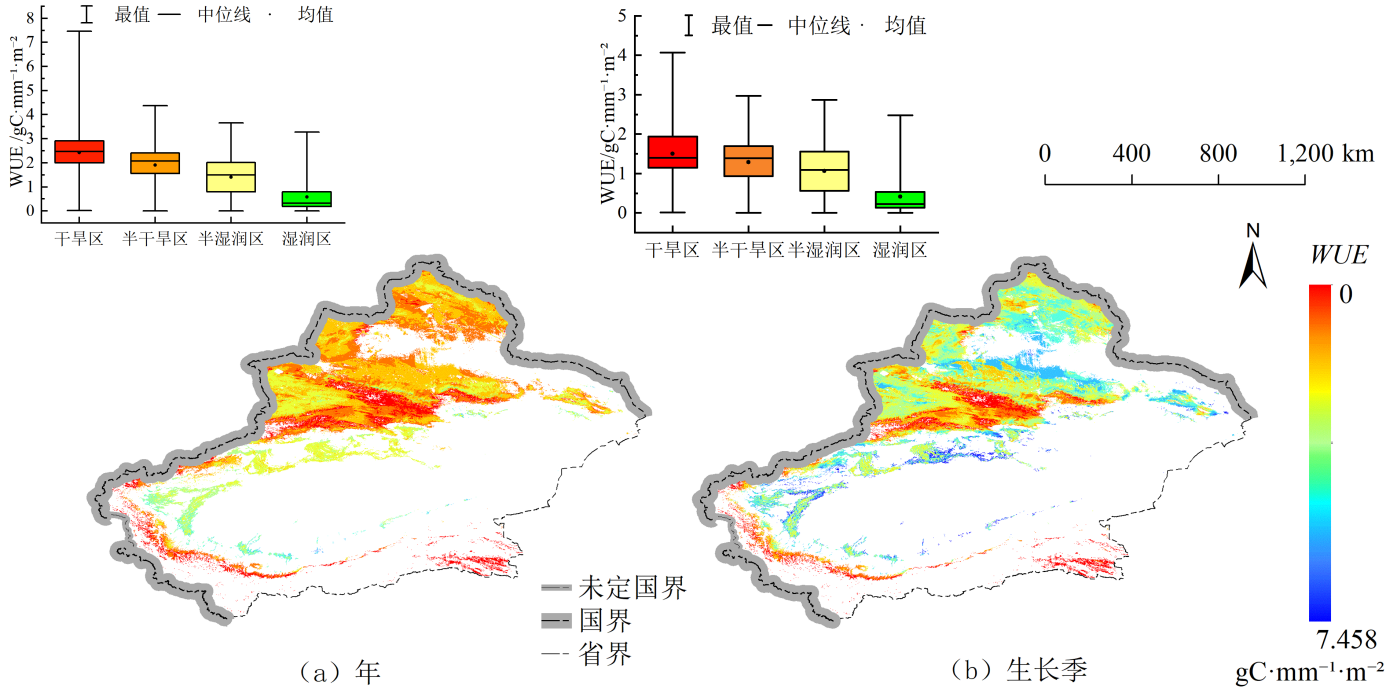 最值 中位线 · 均值
8
7
6
5
4
3
2
1
0
WUE /gC·mm⁻¹·m⁻²
干旱区 半干旱区 半湿润区 湿润区
最值 中位线 · 均值
5
4
3
2
1
0
WUE/gC·mm⁻¹·m⁻²
干旱区 半干旱区 半湿润区 湿润区
0 400 800 1,200 km
N
WUE
0
7.458
gC·mm⁻¹·m⁻²
未定国界
国界
省界
（a）年
（b）生长季